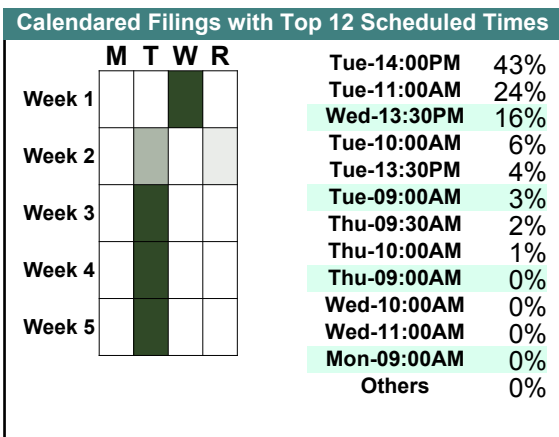 Calendared Filings with Top 12 Scheduled Times
M T W R
Week 1
Week 2
Week 3
Week 4
Week 5
Tue-14:00PM 43%
Tue-11:00AM 24%
Wed-13:30PM 16%
Tue-10:00AM 6%
Tue-13:30PM 4%
Tue-09:00AM 3%
Thu-09:30AM 2%
Thu-10:00AM 1%
Thu-09:00AM 0%
Wed-10:00AM 0%
Wed-11:00AM 0%
Mon-09:00AM 0%
Others 0%